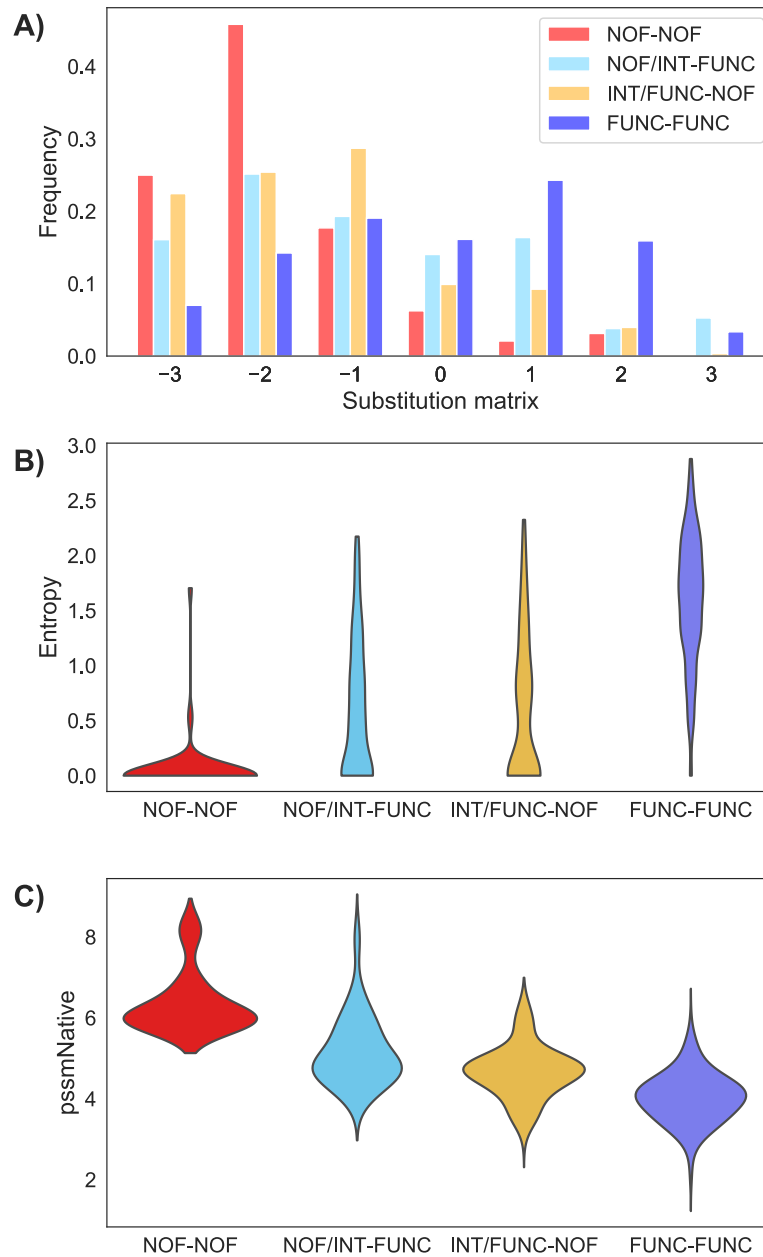 A)
NOF-NOF
NOF/INT-FUNC
INT/FUNC-NOF
FUNC-FUNC
Frequency
0.4
0.3
0.2
0.1
0.0
−3 −2 −1 0 1 2 3
Substitution matrix
B)
Entropy
3.0
2.5
2.0
1.5
1.0
0.5
0.0
NOF-NOF NOF/INT-FUNC INT/FUNC-NOF FUNC-FUNC
C)
pssmNative
8
6
4
2
NOF-NOF NOF/INT-FUNC INT/FUNC-NOF FUNC-FUNC